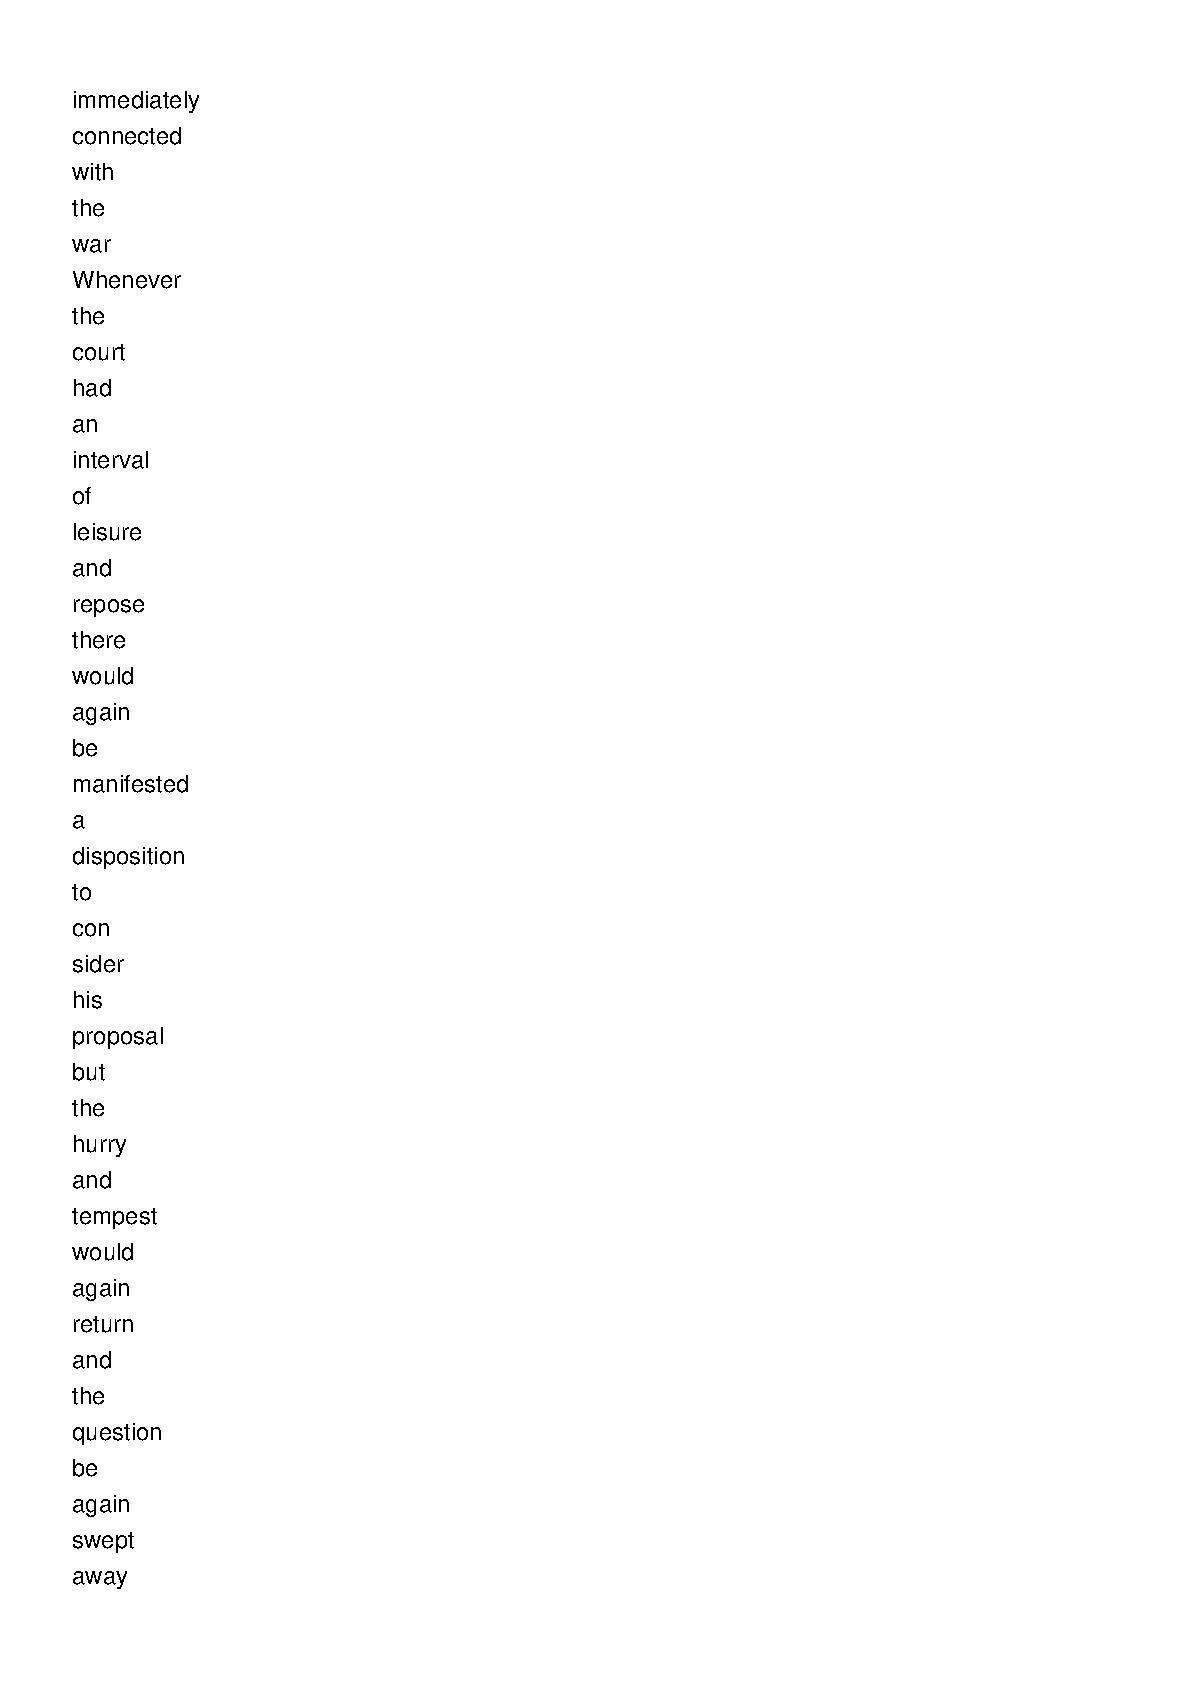 immediately
connected
with
the
war
Whenever
the
court
had
an
interval
of
leisure
and
repose
there
would
again
be
manifested
a
disposition
to
con
sider
his
proposal
but
the
hurry
and
tempest
would
again
return
and
the
question
be
again
swept
away